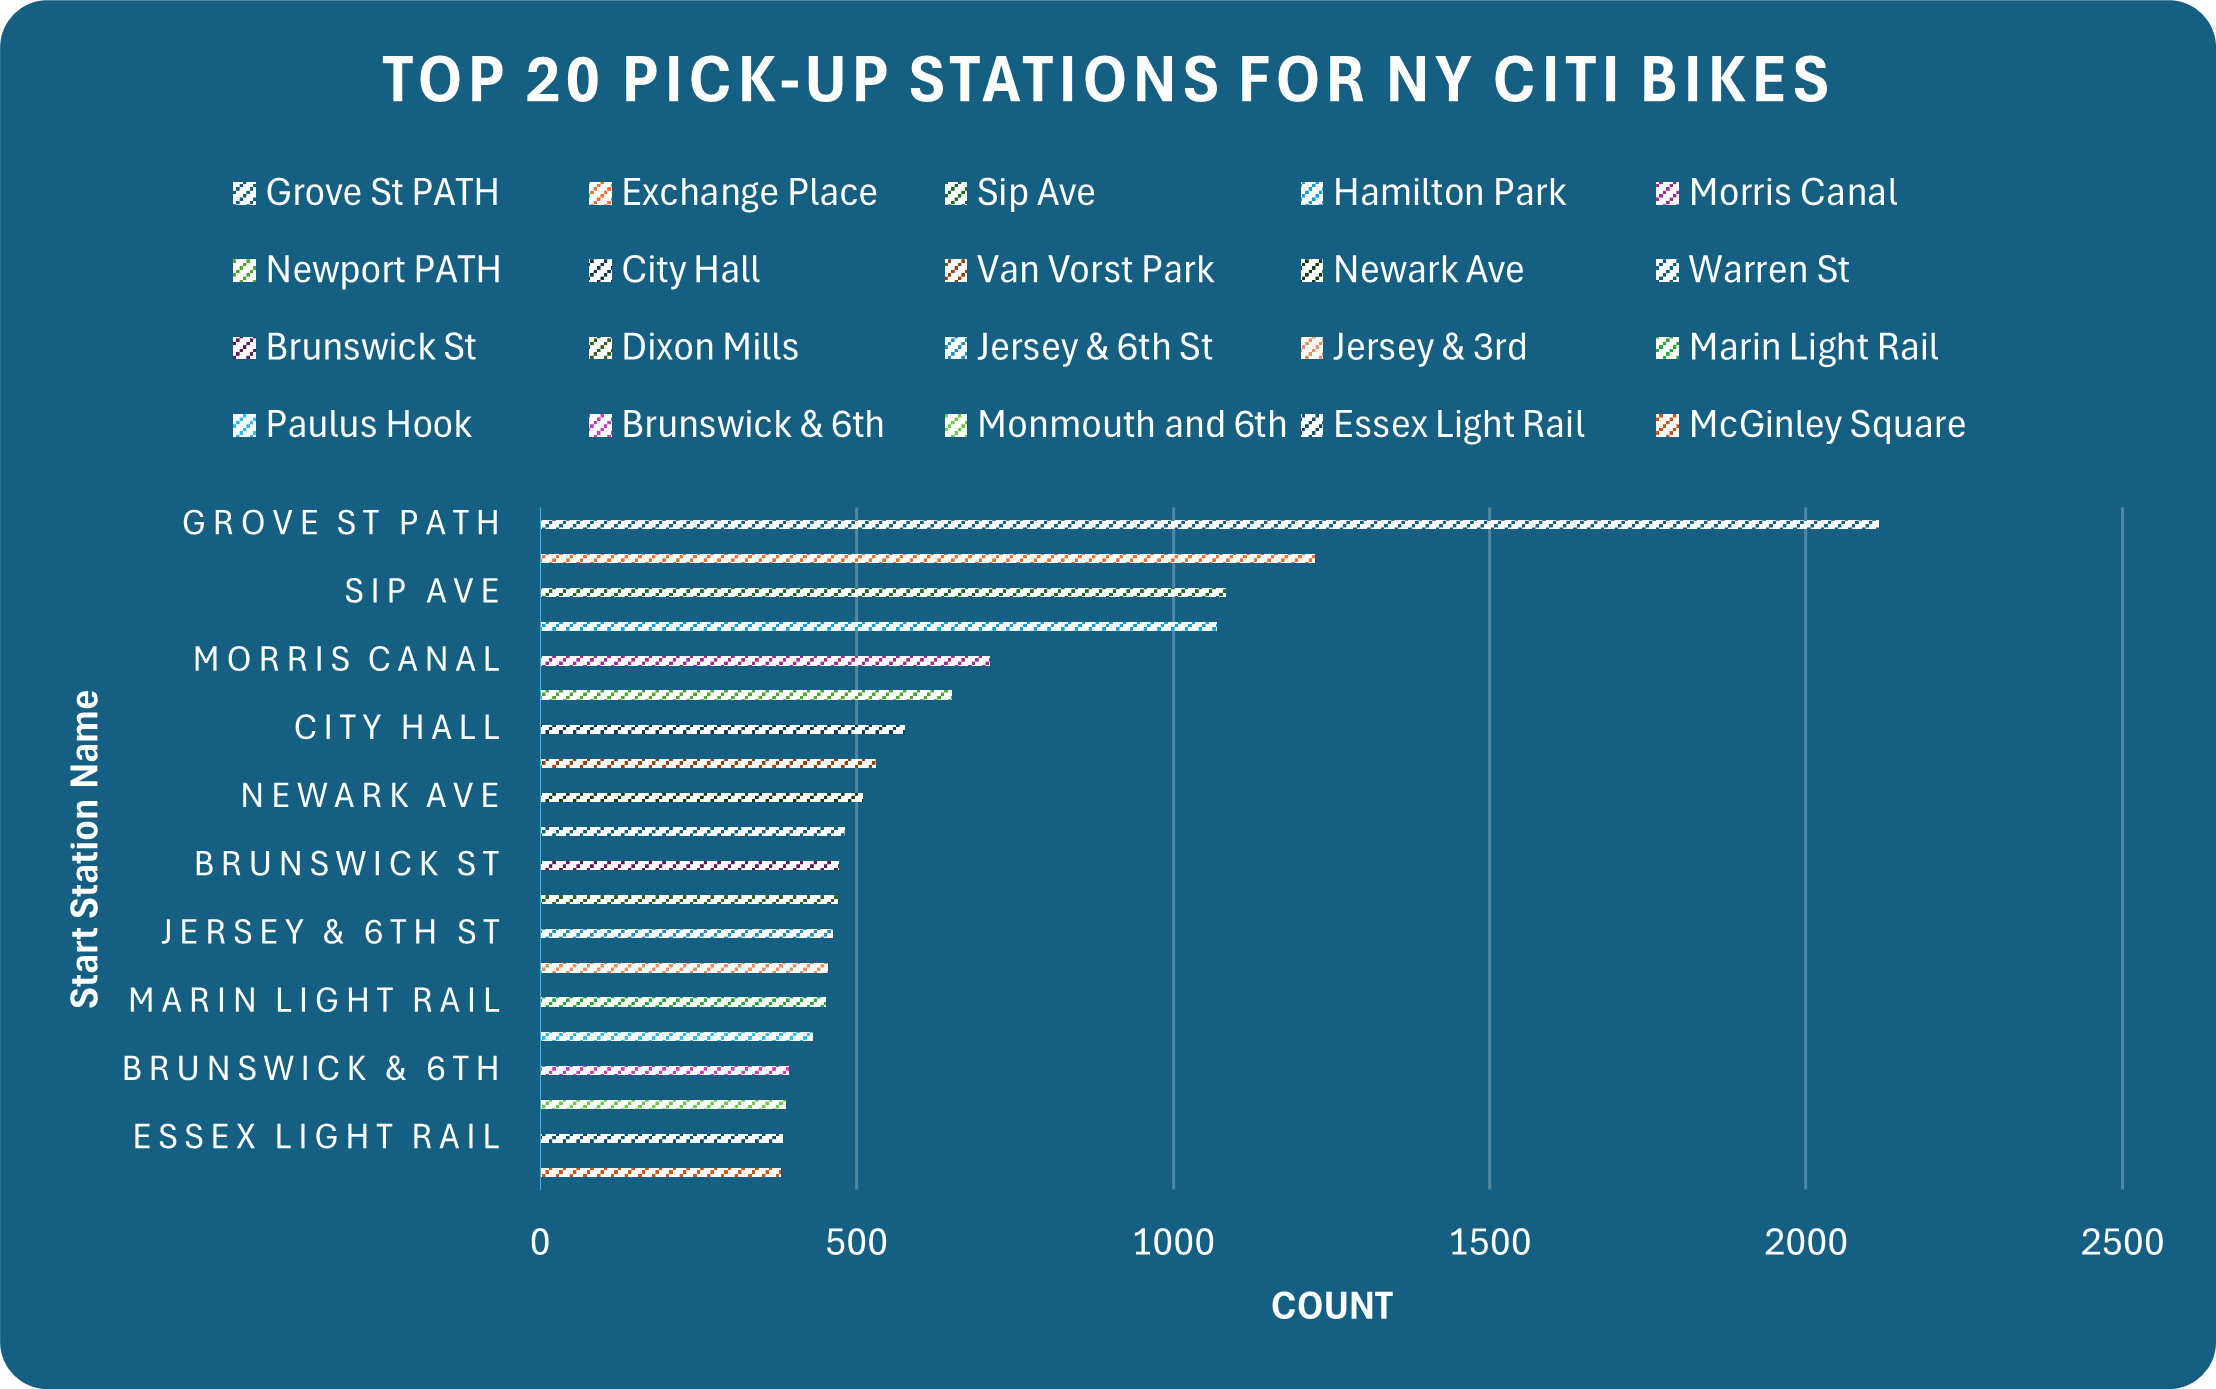 TOP 20 PICK-UP STATIONS FOR NY CITI BIKES
Grove St PATH Exchange Place Sip Ave Hamilton Park Morris Canal
Newport PATH City Hall Van Vorst Park Newark Ave Warren St
Brunswick St Dixon Mills Jersey & 6th St Jersey & 3rd Marin Light Rail
Paulus Hook Brunswick & 6th Monmouth and 6th Essex Light Rail McGinley Square
Start Station Name
GROVE ST PATH
SIP AVE
MORRIS CANAL
CITY HALL
NEWARK AVE
BRUNSWICK ST
JERSEY & 6TH ST
MARIN LIGHT RAIL
BRUNSWICK & 6TH
ESSEX LIGHT RAIL
0 500 1000 1500 2000 2500
COUNT